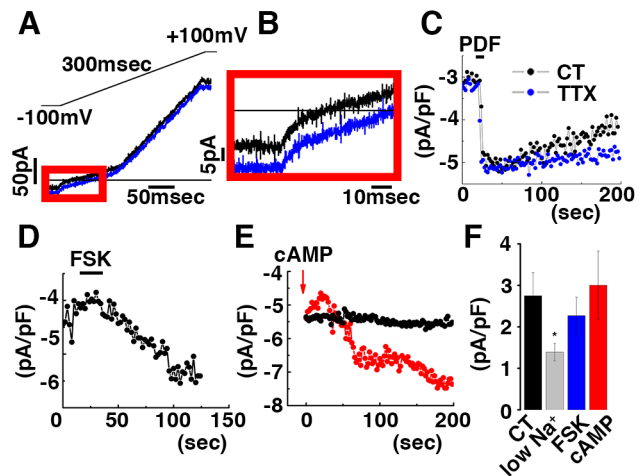 A
+100mV
300msec
-100mV
50pA
50msec
B
5pA
10msec
C
PDF
CT
TTX
-3
-4
-5
(pA/pF)
0
100
200
(sec)
D
FSK
-4
-5
-6
(pA/pF)
0
50
100
150
(sec)
E
cAMP
-4
-5
-6
-7
-8
(pA/pF)
0
100
200
(sec)
F
4
3
2
1
0
(pA/pF)
*
CT
low Na+
FSK
cAMP